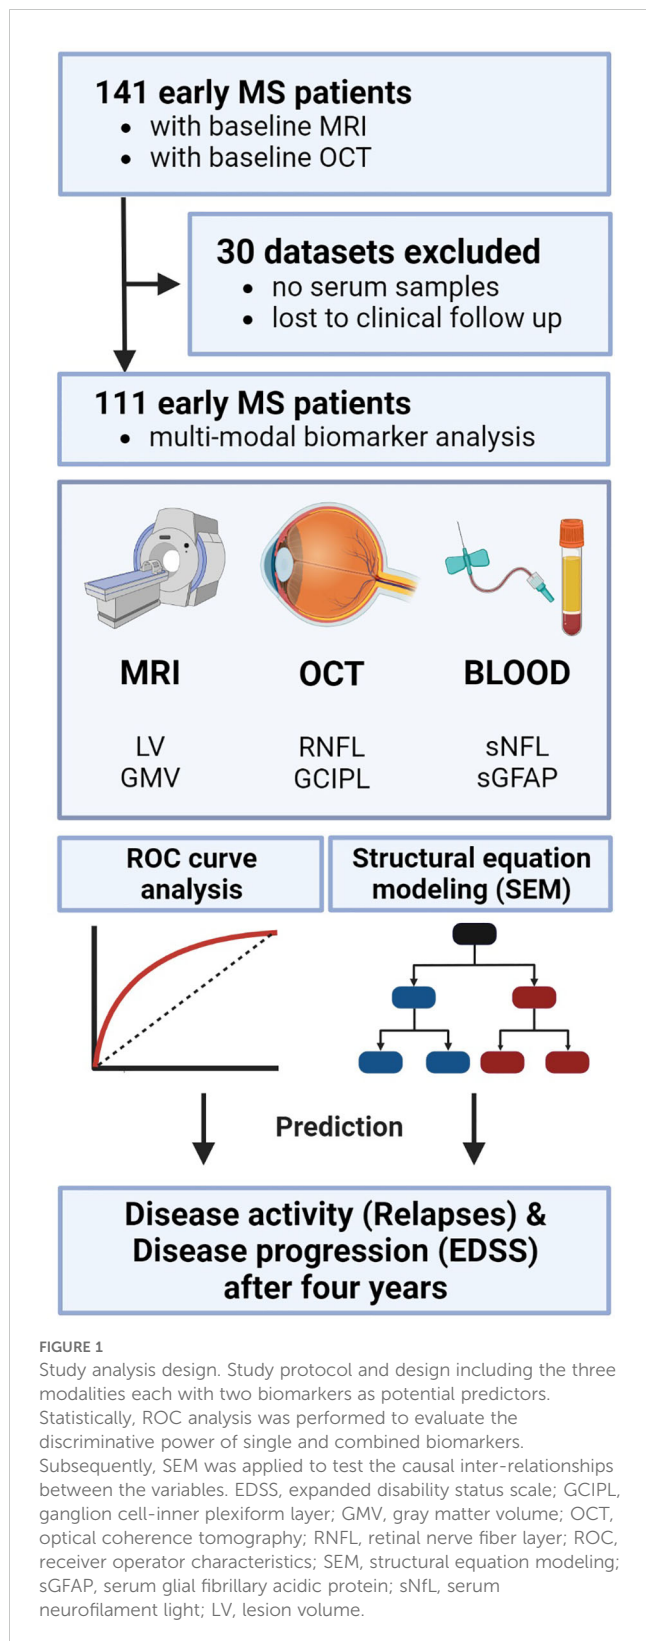 141 early MS patients
• with baseline MRI
• with baseline OCT
30 datasets excluded
• no serum samples
• lost to clinical follow up
111 early MS patients
• multi-modal biomarker analysis
MRI
OCT
BLOOD
LV
GMV
RNFL
GCIPL
sNFL
sGFAP
ROC curve
analysis
Structural equation
modeling (SEM)
Prediction
Disease activity (Relapses) &
Disease progression (EDSS)
after four years
FIGURE 1
Study analysis design. Study protocol and design including the three
modalities each with two biomarkers as potential predictors.
Statistically, ROC analysis was performed to evaluate the
discriminative power of single and combined biomarkers.
Subsequently, SEM was applied to test the causal inter-relationships
between the variables. EDSS, expanded disability status scale; GCIPL,
ganglion cell-inner plexiform layer; GMV, gray matter volume; OCT,
optical coherence tomography; RNFL, retinal nerve fiber layer; ROC,
receiver operator characteristics; SEM, structural equation modeling;
sGFAP, serum glial fibrillary acidic protein; sNfL, serum
neurofilament light; LV, lesion volume.